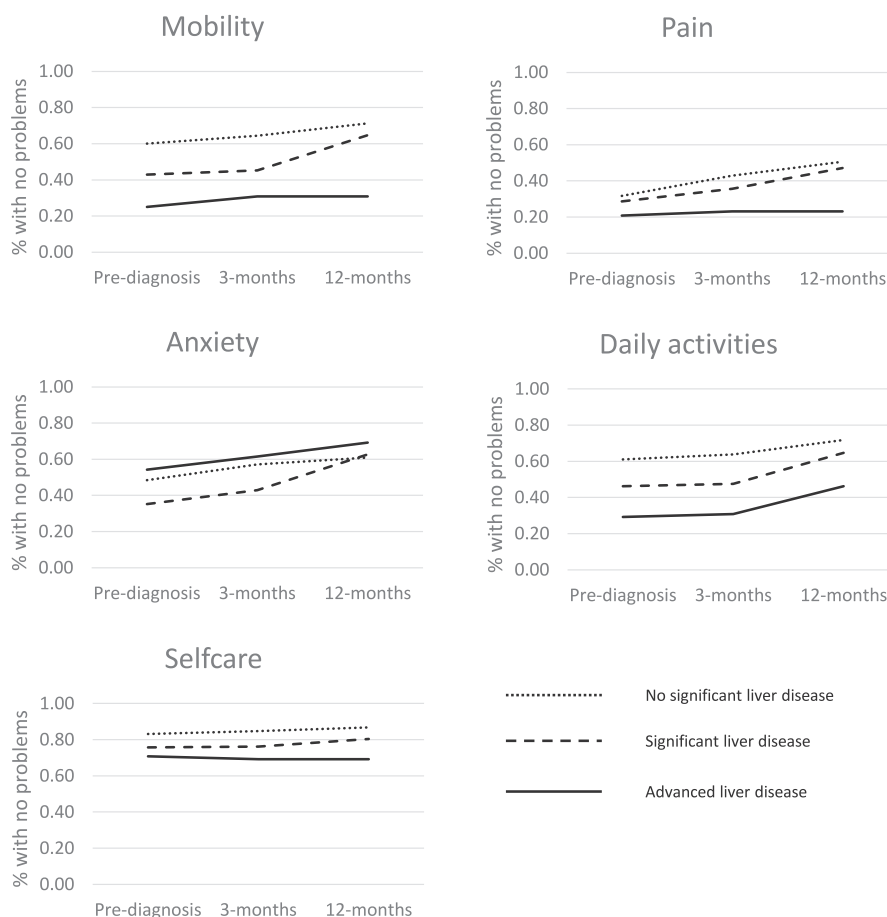 Mobility
% with no problems
1.00
0.80
0.60
0.40
0.20
0.00
Pre-diagnosis 3-months 12-months
Pain
% with no problems
1.00
0.80
0.60
0.40
0.20
0.00
Pre-diagnosis 3-months 12-months
Anxiety
% with no problems
1.00
0.80
0.60
0.40
0.20
0.00
Pre-diagnosis 3-months 12-months
Daily activities
% with no problems
1.00
0.80
0.60
0.40
0.20
0.00
Pre-diagnosis 3-months 12-months
Selfcare
% with no problems
1.00
0.80
0.60
0.40
0.20
0.00
Pre-diagnosis 3-months 12-months
No significant liver disease
Significant liver disease
Advanced liver disease